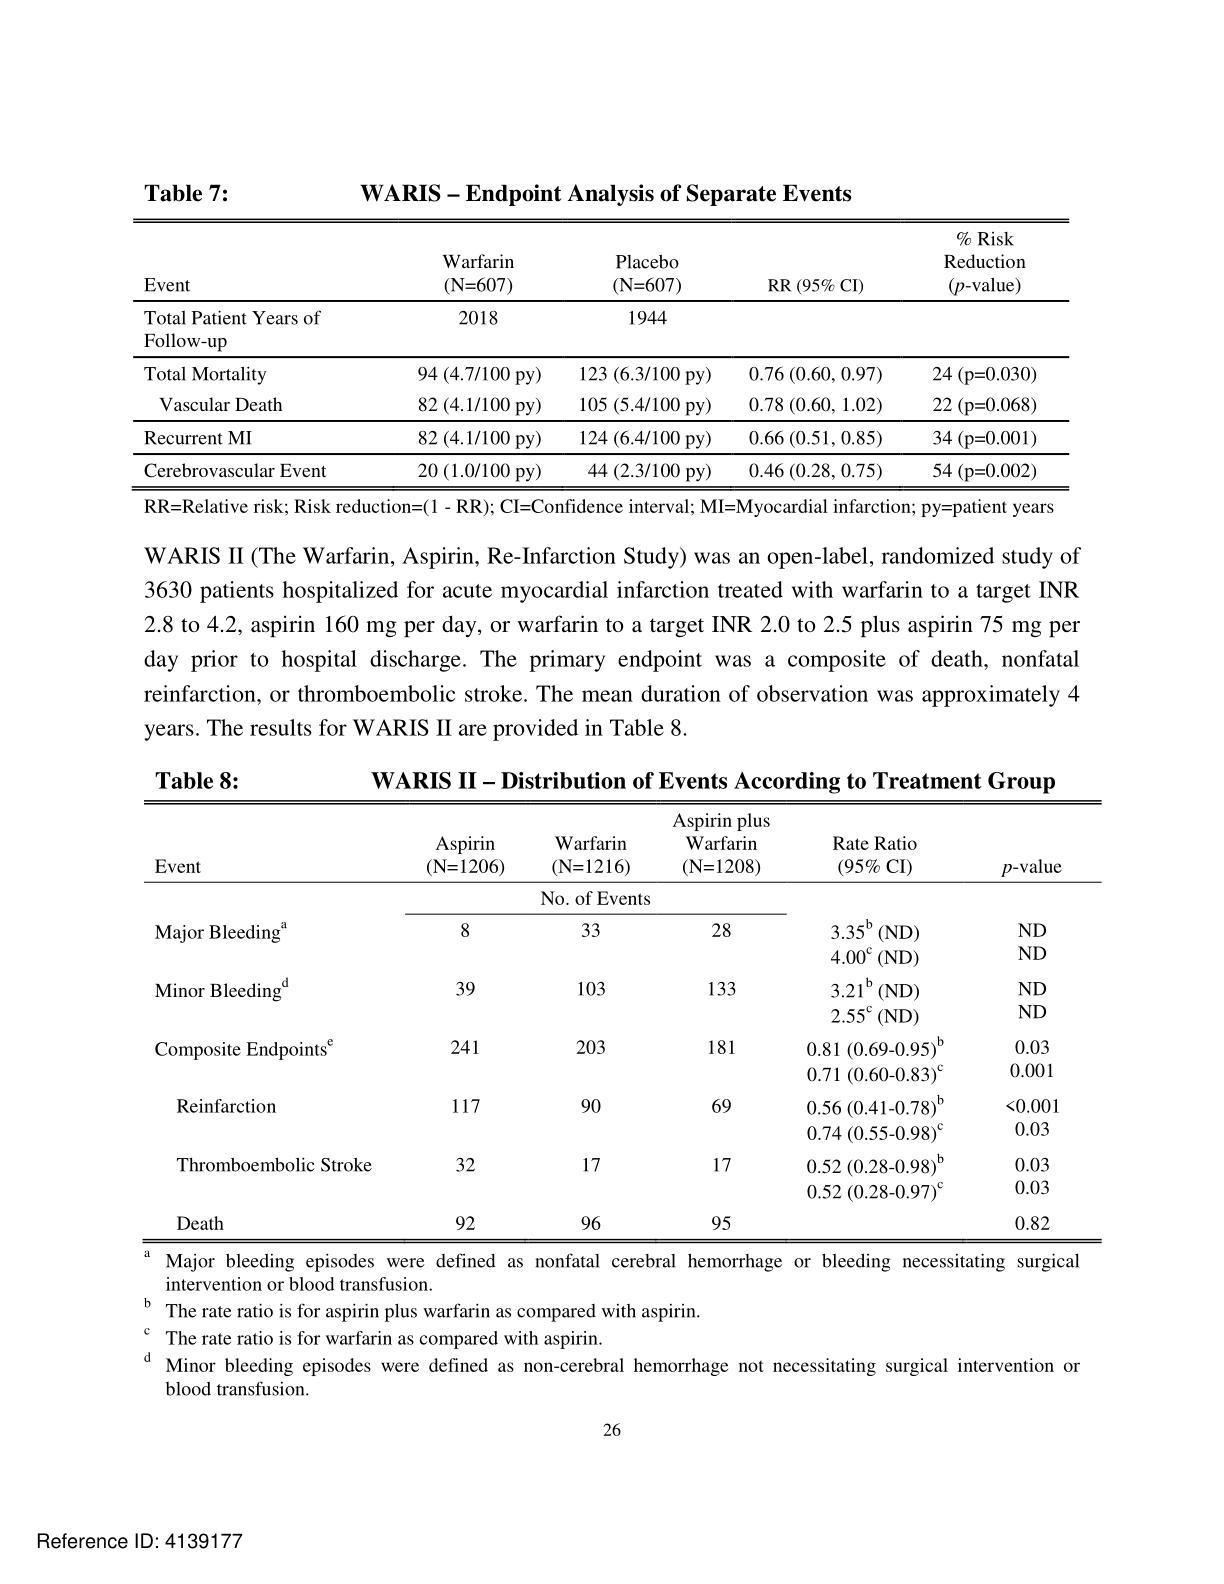 Table 7: WARIS – Endpoint Analysis of Separate Events
% Risk
Warfarin Placebo Reduction
Event (N=607) (N=607) RR (95% CI) (p-value)
Total Patient Years of 2018 1944
Follow-up
Total Mortality 94 (4.7/100 py) 123 (6.3/100 py) 0.76 (0.60, 0.97) 24 (p=0.030)
Vascular Death 82 (4.1/100 py) 105 (5.4/100 py) 0.78 (0.60, 1.02) 22 (p=0.068)
Recurrent MI 82 (4.1/100 py) 124 (6.4/100 py) 0.66 (0.51, 0.85) 34 (p=0.001)
Cerebrovascular Event 20 (1.0/100 py) 44 (2.3/100 py) 0.46 (0.28, 0.75) 54 (p=0.002)
RR=Relative risk; Risk reduction=(1 - RR); CI=Confidence interval; MI=Myocardial infarction; py=patient years
WARIS II (The Warfarin, Aspirin, Re-Infarction Study) was an open-label, randomized study of
3630 patients hospitalized for acute myocardial infarction treated with warfarin to a target INR
2.8 to 4.2, aspirin 160 mg per day, or warfarin to a target INR 2.0 to 2.5 plus aspirin 75 mg per
day prior to hospital discharge. The primary endpoint was a composite of death, nonfatal
reinfarction, or thromboembolic stroke. The mean duration of observation was approximately 4
years. The results for WARIS II are provided in Table 8.
Table 8: WARIS II – Distribution of Events According to Treatment Group
Aspirin plus
Aspirin Warfarin Warfarin Rate Ratio
Event (N=1206) (N=1216) (N=1208) (95% CI) p-value
No. of Events
Major Bleedingᵃ 8 33 28 3.35ᵇ (ND) ND
4.00ᶜ (ND) ND
Minor Bleedingᵈ 39 103 133 3.21ᵇ (ND) ND
2.55ᶜ (ND) ND
Composite Endpointsᵉ 241 203 181 0.81 (0.69-0.95)ᵇ 0.03
0.71 (0.60-0.83)ᶜ 0.001
Reinfarction 117 90 69 0.56 (0.41-0.78)ᵇ <0.001
0.74 (0.55-0.98)ᶜ 0.03
Thromboembolic Stroke 32 17 17 0.52 (0.28-0.98)ᵇ 0.03
0.52 (0.28-0.97)ᶜ 0.03
Death 92 96 95 0.82
ᵃ Major bleeding episodes were defined as nonfatal cerebral hemorrhage or bleeding necessitating surgical
intervention or blood transfusion.
ᵇ The rate ratio is for aspirin plus warfarin as compared with aspirin.
ᶜ The rate ratio is for warfarin as compared with aspirin.
ᵈ Minor bleeding episodes were defined as non-cerebral hemorrhage not necessitating surgical intervention or
blood transfusion.
26
Reference ID: 4139177